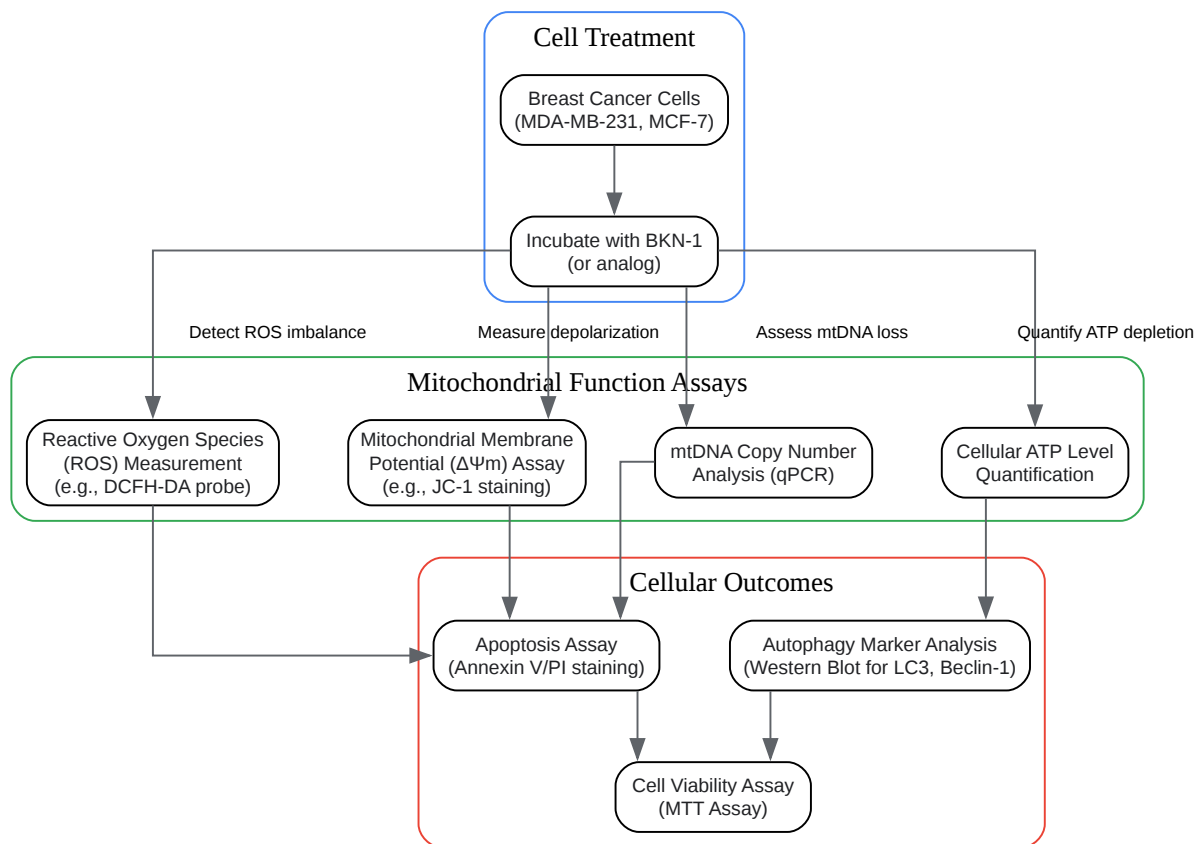 Cell Treatment
Breast Cancer Cells
(MDA-MB-231, MCF-7)
Incubate with BKN-1
(or analog)
Detect ROS imbalance
Measure depolarization
Assess mtDNA loss
Quantify ATP depletion
Mitochondrial Function Assays
Reactive Oxygen Species
(ROS) Measurement
(e.g., DCFH-DA probe)
Mitochondrial Membrane
Potential (ΔΨm) Assay
(e.g., JC-1 staining)
mtDNA Copy Number
Analysis (qPCR)
Cellular ATP Level
Quantification
Cellular Outcomes
Apoptosis Assay
(Annexin V/PI staining)
Autophagy Marker Analysis
(Western Blot for LC3, Beclin-1)
Cell Viability Assay
(MTT Assay)